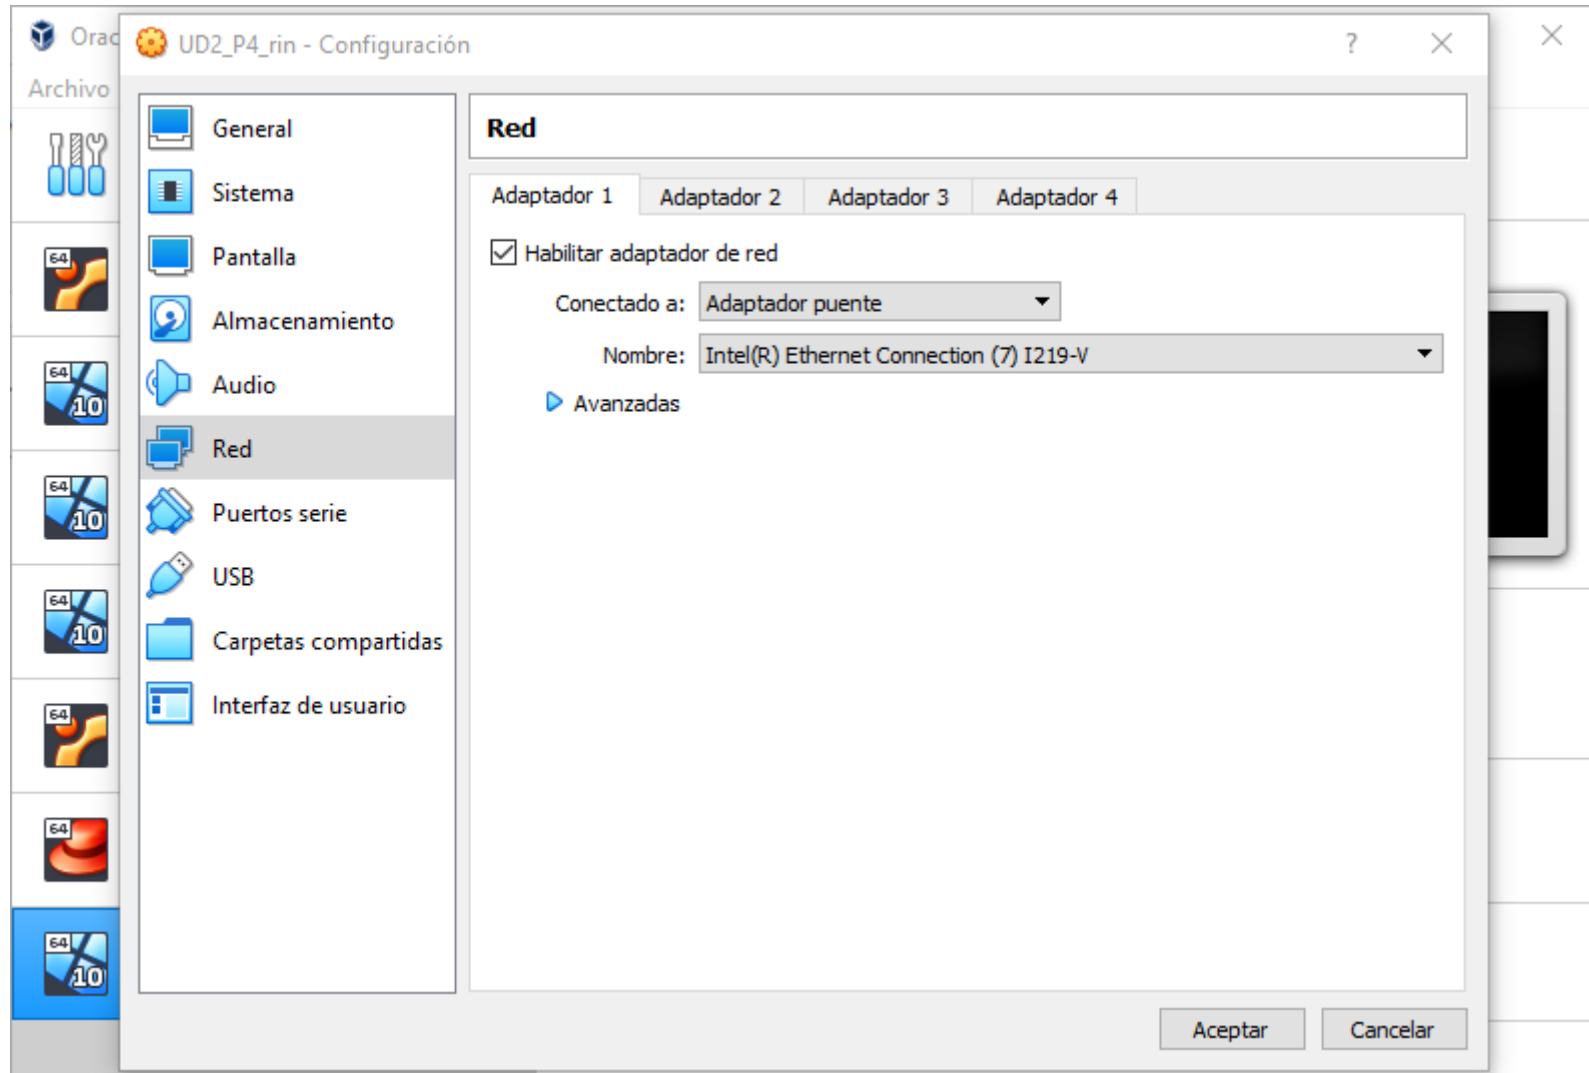 Orac
UD2_P4_rin - Configuración
?
Archivo
General
Sistema
Pantalla
Almacenamiento
Audio
Red
Puertos serie
USB
Carpetas compartidas
Interfaz de usuario
Red
Adaptador 1 Adaptador 2 Adaptador 3 Adaptador 4
Habilitar adaptador de red
Conectado a: Adaptador puente
Nombre: Intel(R) Ethernet Connection (7) I219-V
Avanzadas
64
64
10
64
10
64
10
64
64
64
10
Aceptar Cancelar